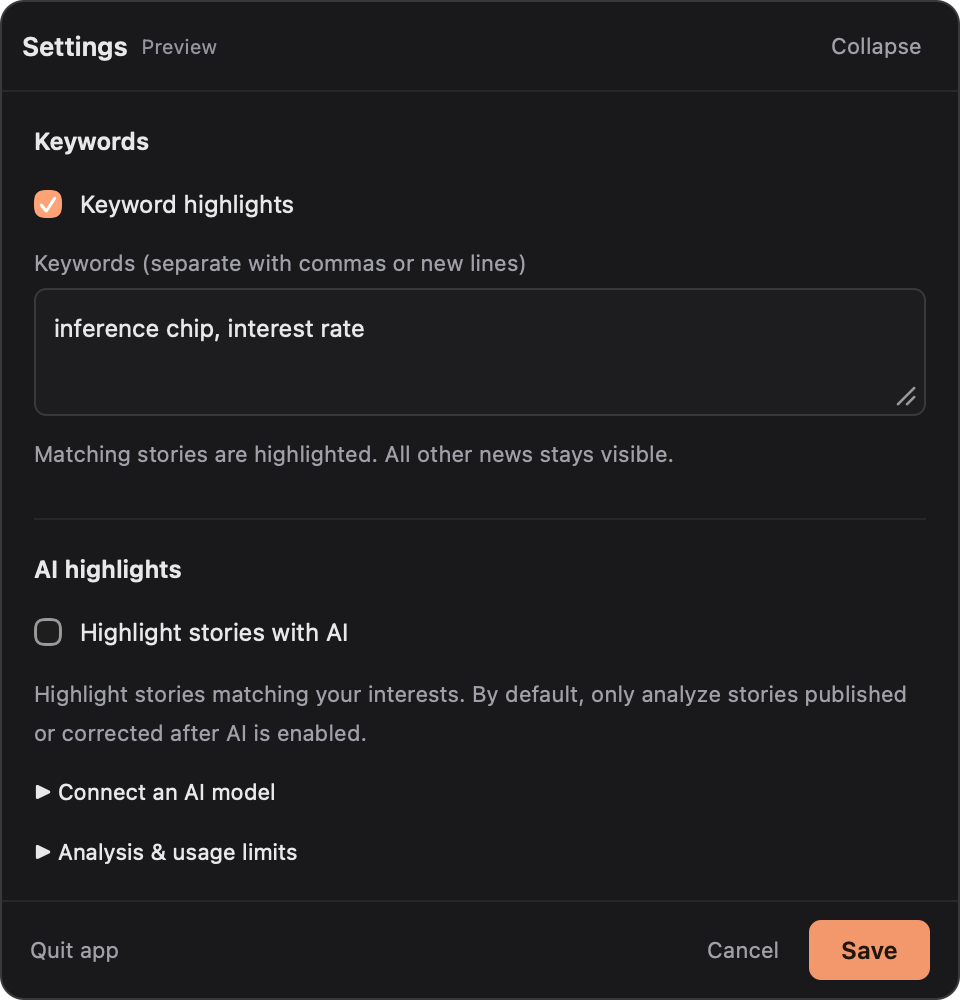 Settings Preview Collapse
Keywords
Keyword highlights
Keywords (separate with commas or new lines)
inference chip, interest rate
Matching stories are highlighted. All other news stays visible.
AI highlights
Highlight stories with AI
Highlight stories matching your interests. By default, only analyze stories published
or corrected after AI is enabled.
Connect an AI model
Analysis & usage limits
Quit app Cancel Save